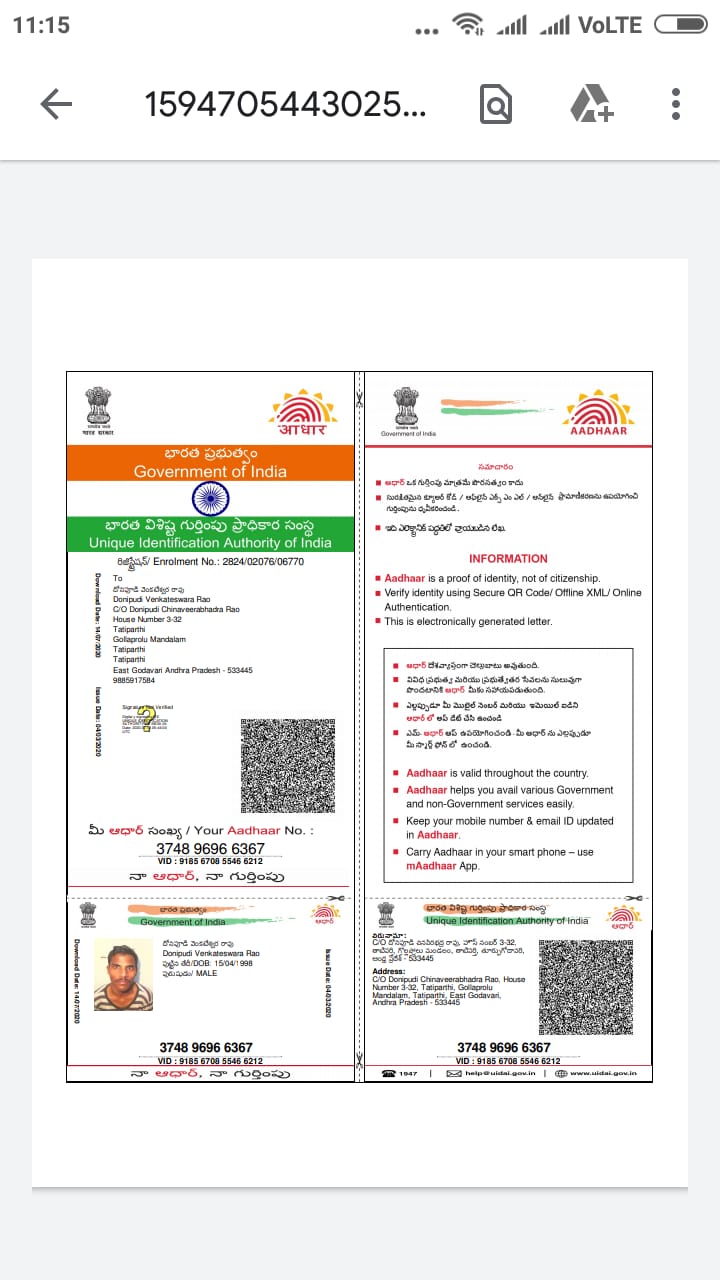 11:15
VoLTE
1594705443025...
भारत सरकार
आधार
భారత ప్రభుత్వం
Government of India
భారత విశిష్ట గుర్తింపు ప్రాధికార సంస్థ
Unique Identification Authority of India
రిజిస్ట్రేషన్/ Enrolment No.: 2824/02076/06770
Download Date: 14/07/2020
Issue Date: 04/03/2020
To
దోనిపూడి వెంకటేశ్వర రావు
Donipudi Venkateswara Rao
C/O Donipudi Chinaveerabhadra Rao
House Number 3-32
Tatiparthi
Gollaprolu Mandalam
Tatiparthi
Tatiparthi
East Godavari Andhra Pradesh - 533445
9885917584
Signature Not Verified
మీ ఆధార్ సంఖ్య / Your Aadhaar No. :
3748 9696 6367
VID : 9185 6708 5546 6212
నా ఆధార్, నా గుర్తింపు
Government of India
AADHAAR
సమాచారం
ఆధార్ ఒక గుర్తింపు మాత్రమే పౌరసత్వం కాదు
సురక్షితమైన క్యూఆర్ కోడ్ / ఆఫ్‌లైన్ ఎక్స్ ఎం ఎల్ / ఆన్‌లైన్ ప్రామాణీకరణను ఉపయోగించి
గుర్తింపును ధృవీకరించండి.
ఇది ఎలెక్ట్రానిక్ పద్ధతిలో వ్రాయబడిన లేఖ.
INFORMATION
Aadhaar is a proof of identity, not of citizenship.
Verify identity using Secure QR Code/ Offline XML/ Online
Authentication.
This is electronically generated letter.
ఆధార్ దేశవ్యాప్తంగా చెల్లుబాటు అవుతుంది.
వివిధ ప్రభుత్వ మరియు ప్రభుత్వేతర సేవలను సులువుగా
పొందటానికి ఆధార్ మీకు సహాయపడుతుంది.
ఎల్లప్పుడూ మీ మొబైల్ నెంబర్ మరియు ఇమెయిల్ ఐడిని
ఆధార్ లో అప్ డేట్ చేసి ఉంచండి
ఎమ్- ఆధార్ ఆప్ ఉపయోగించండి - మీ ఆధార్ ను ఎల్లప్పుడూ
మీ స్మార్ట్ ఫోన్ లో ఉంచండి.
Aadhaar is valid throughout the country.
Aadhaar helps you avail various Government
and non-Government services easily.
Keep your mobile number & email ID updated
in Aadhaar.
Carry Aadhaar in your smart phone – use
mAadhaar App.
భారత ప్రభుత్వం
Government of India
ఆధార్
Download Date: 14/07/2020
దోనిపూడి వెంకటేశ్వర రావు
Donipudi Venkateswara Rao
పుట్టిన తేదీ/DOB: 15/04/1998
పురుషుడు/ MALE
Issue Date: 04/03/2020
3748 9696 6367
VID : 9185 6708 5546 6212
నా ఆధార్, నా గుర్తింపు
భారత విశిష్ట గుర్తింపు ప్రాధికార సంస్థ
Unique Identification Authority of India
ఆధార్
చిరునామా:
C/O దోనిపూడి చినవీరభద్ర రావు, హౌస్ నంబర్ 3-32,
తాటిపర్తి, గొల్లప్రోలు మండలం, తాటిపర్తి, తూర్పు గోదావరి,
ఆంధ్ర ప్రదేశ్ - 533445
Address:
C/O Donipudi Chinaveerabhadra Rao, House
Number 3-32, Tatiparthi, Gollaprolu
Mandalam, Tatiparthi, East Godavari,
Andhra Pradesh - 533445
3748 9696 6367
VID : 9185 6708 5546 6212
1947 | help@uidai.gov.in | www.uidai.gov.in